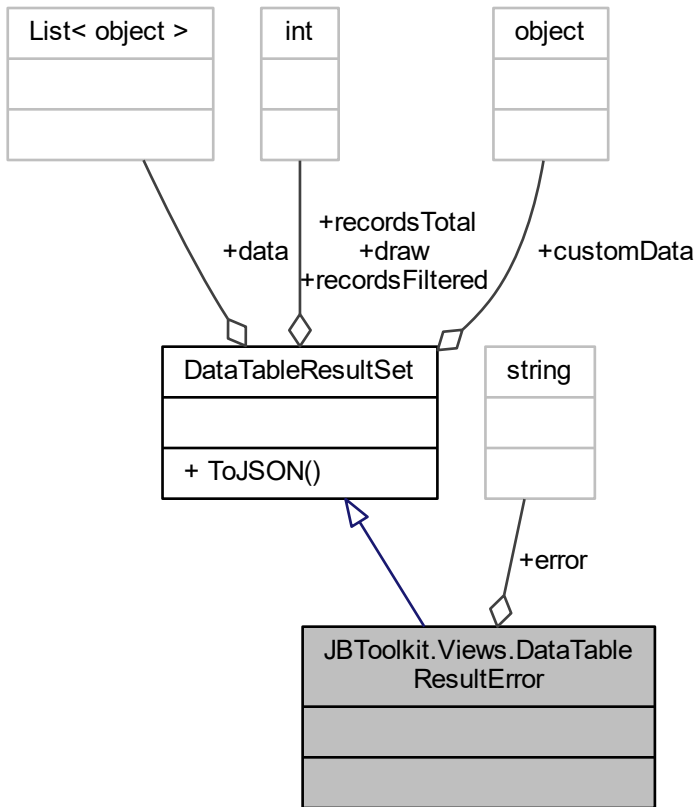 List< object >
int
object
+data
+recordsTotal
+draw
+recordsFiltered
+customData
DataTableResultSet
+ ToJSON()
string
+error
JBToolkit.Views.DataTable
ResultError